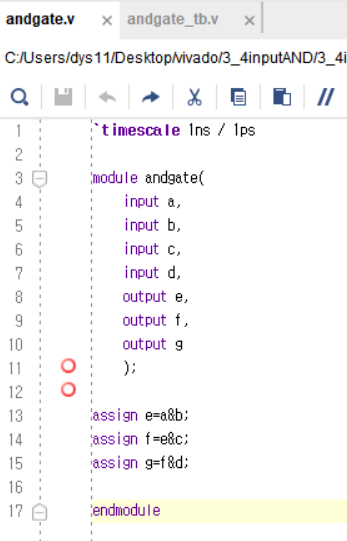 andgate.v × andgate_tb.v ×
C:/Users/dys11/Desktop/vivado/3_4inputAND/3_4i
//
1 `timescale 1ns / 1ps
2
3 module andgate(
4 input a,
5 input b,
6 input c,
7 input d,
8 output e,
9 output f,
10 output g
11 );
12
13 assign e=a&b;
14 assign f=e&c;
15 assign g=f&d;
16
17 endmodule